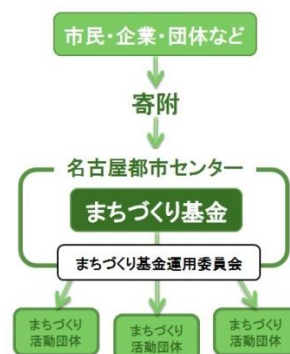 市民・企業・団体など
寄附
名古屋都市センター
まちづくり基金
まちづくり基金運用委員会
まちづくり
活動団体
まちづくり
活動団体
まちづくり
活動団体